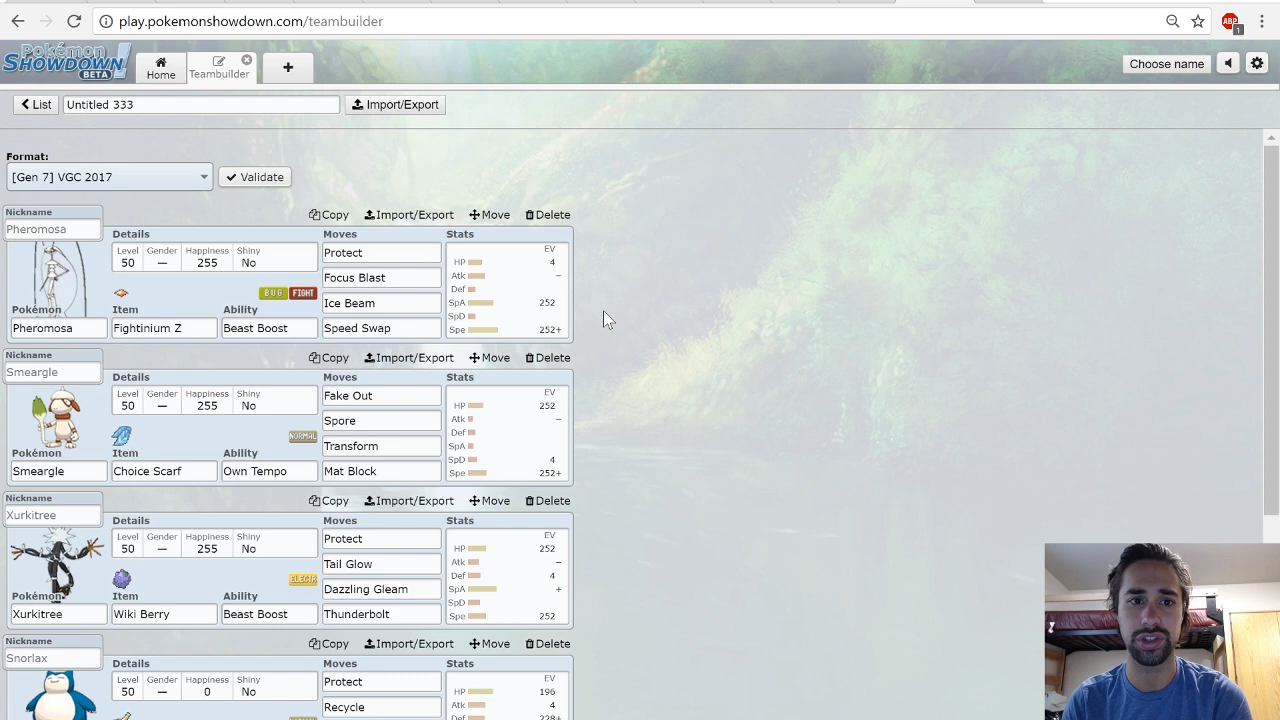 play.pokemonshowdown.com/teambuilder
ABP
1
Pokémon
Showdown!
BETA
Home
Teambuilder
Choose name
List
Untitled 333
Import/Export
Format:
[Gen 7] VGC 2017
Validate
Nickname
Pheromosa
Copy Import/Export Move Delete
Details Moves Stats
Level Gender Happiness Shiny
50 — 255 No
BUG FIGHT
Pokémon Item Ability
Pheromosa Fightinium Z Beast Boost
Protect
Focus Blast
Ice Beam
Speed Swap
EV
HP 4
Atk –
Def
SpA 252
SpD
Spe 252+
Nickname
Smeargle
Copy Import/Export Move Delete
Details Moves Stats
Level Gender Happiness Shiny
50 — 255 No
NORMAL
Pokémon Item Ability
Smeargle Choice Scarf Own Tempo
Fake Out
Spore
Transform
Mat Block
EV
HP 252
Atk –
Def
SpA
SpD 4
Spe 252+
Nickname
Xurkitree
Copy Import/Export Move Delete
Details Moves Stats
Level Gender Happiness Shiny
50 — 255 No
ELECTR
Pokémon Item Ability
Xurkitree Wiki Berry Beast Boost
Protect
Tail Glow
Dazzling Gleam
Thunderbolt
EV
HP 252
Atk –
Def 4
SpA +
SpD
Spe 252
Nickname
Snorlax
Copy Import/Export Move Delete
Details Moves Stats
Level Gender Happiness Shiny
50 — 0 No
Protect
Recycle
EV
HP 196
Atk 4
Def 228+